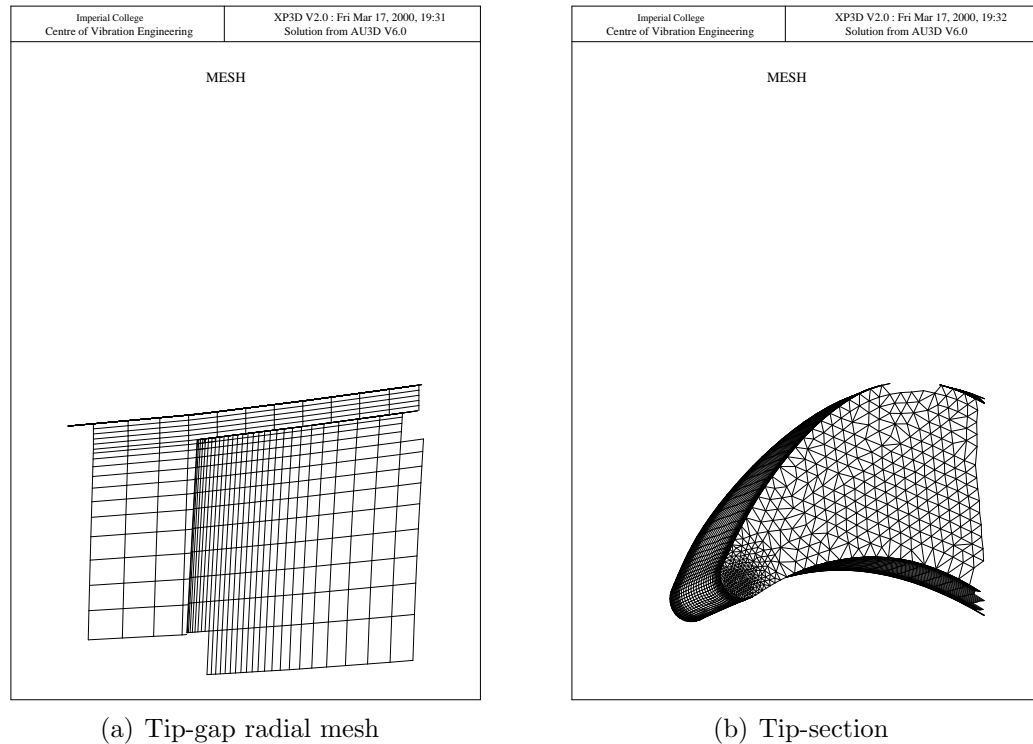 Imperial College
Centre of Vibration Engineering
XP3D V2.0 : Fri Mar 17, 2000, 19:31
Solution from AU3D V6.0
MESH
(a) Tip-gap radial mesh
Imperial College
Centre of Vibration Engineering
XP3D V2.0 : Fri Mar 17, 2000, 19:32
Solution from AU3D V6.0
MESH
(b) Tip-section